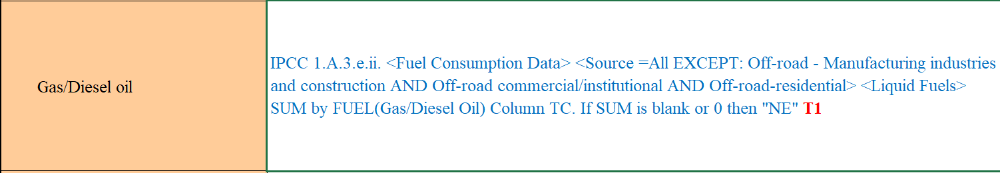 Gas/Diesel oil
IPCC 1.A.3.e.ii. <Fuel Consumption Data> <Source =All EXCEPT: Off-road - Manufacturing industries
and construction AND Off-road commercial/institutional AND Off-road-residential> <Liquid Fuels>
SUM by FUEL(Gas/Diesel Oil) Column TC. If SUM is blank or 0 then "NE" T1